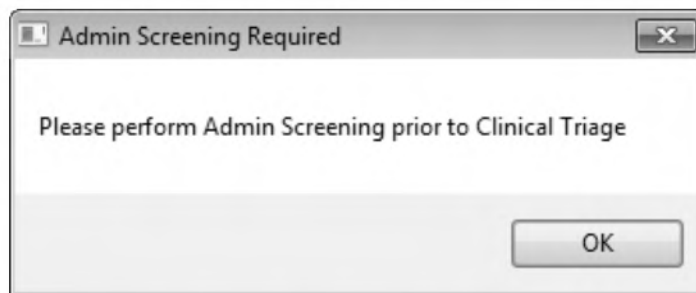 Admin Screening Required
Please perform Admin Screening prior to Clinical Triage
OK